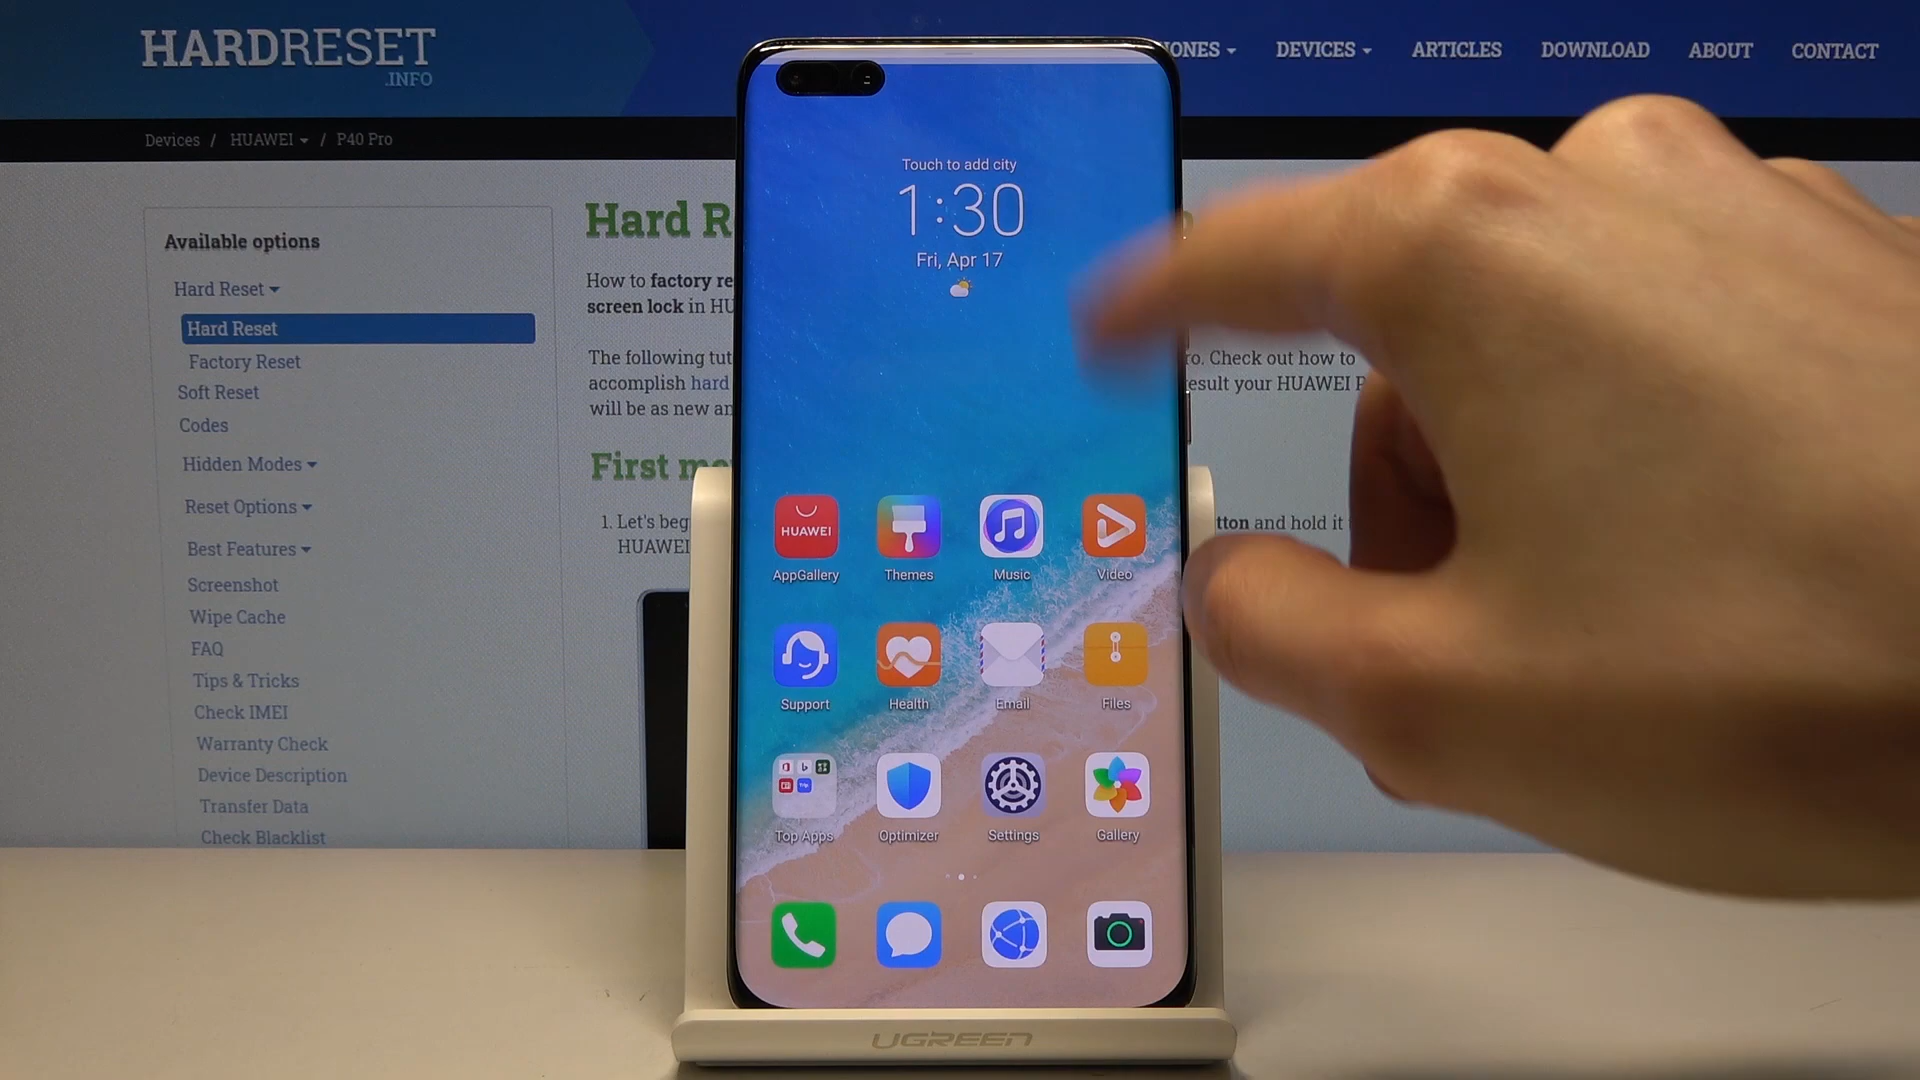 HARDRESET
.INFO
DEVICES
ARTICLES
DOWNLOAD
ABOUT
CONTACT
Devices / HUAWEI / P40 Pro
Available options
Hard Reset
Hard Reset
Factory Reset
Soft Reset
Codes
Hidden Modes
Reset Options
Best Features
Screenshot
Wipe Cache
FAQ
Tips & Tricks
Check IMEI
Warranty Check
Device Description
Transfer Data
Check Blacklist
Hard R
How to factory re
screen lock in HU
The following tut
ro. Check out how to
accomplish hard
esult your HUAWEI P
will be as new an
First mo
1. Let's beg
tton and hold it
HUAWEI
Touch to add city
1:30
Fri, Apr 17
HUAWEI
AppGallery
Themes
Music
Video
Support
Health
Email
Files
Top Apps
Optimizer
Settings
Gallery
UGREEN